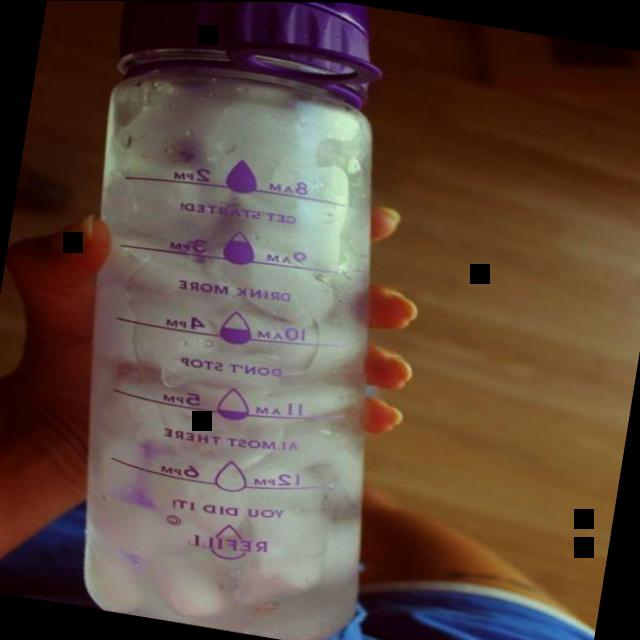 8AM 2PM
GET STARTED!
9AM 3PM
DRINK MORE
10AM 4PM
DON'T STOP
11AM 5PM
ALMOST THERE
12PM 6PM
YOU DID IT!
©
REFILL